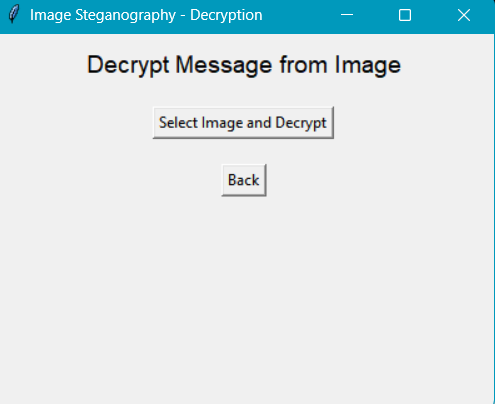 Image Steganography - Decryption
Decrypt Message from Image
Select Image and Decrypt
Back